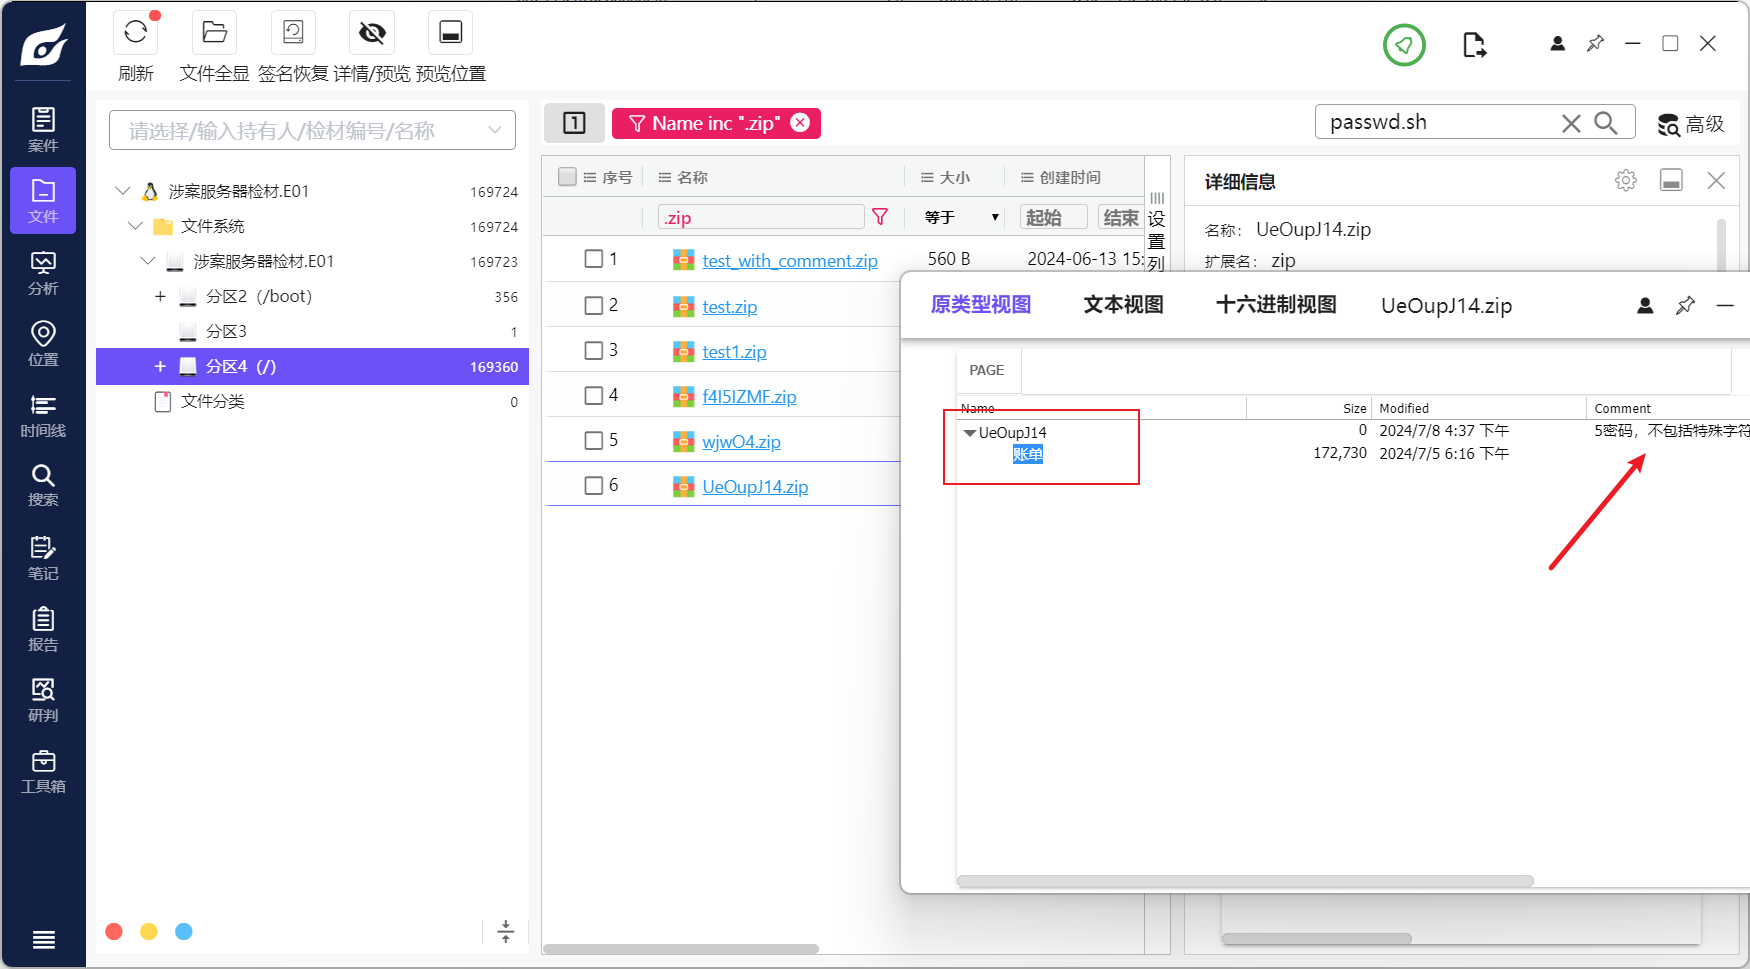 刷新
文件全显
签名恢复
详情/预览
预览位置
案件
文件
分析
位置
时间线
搜索
笔记
报告
研判
工具箱
请选择/输入持有人/检材编号/名称
涉案服务器检材.E01 169724
文件系统 169724
涉案服务器检材.E01 169723
分区2（/boot） 356
分区3 1
分区4（/） 169360
文件分类 0
1
Name inc ".zip"
passwd.sh
高级
序号 名称 大小 创建时间
.zip 等于 起始 结束
设置列
1 test_with_comment.zip 560 B 2024-06-13 15:
2 test.zip
3 test1.zip
4 f4I5IZMF.zip
5 wjwO4.zip
6 UeOupJ14.zip
详细信息
名称： UeOupJ14.zip
扩展名： zip
原类型视图 文本视图 十六进制视图 UeOupJ14.zip
PAGE
Name Size Modified Comment
UeOupJ14 0 2024/7/8 4:37 下午 5密码，不包括特殊字符
账单 172,730 2024/7/5 6:16 下午